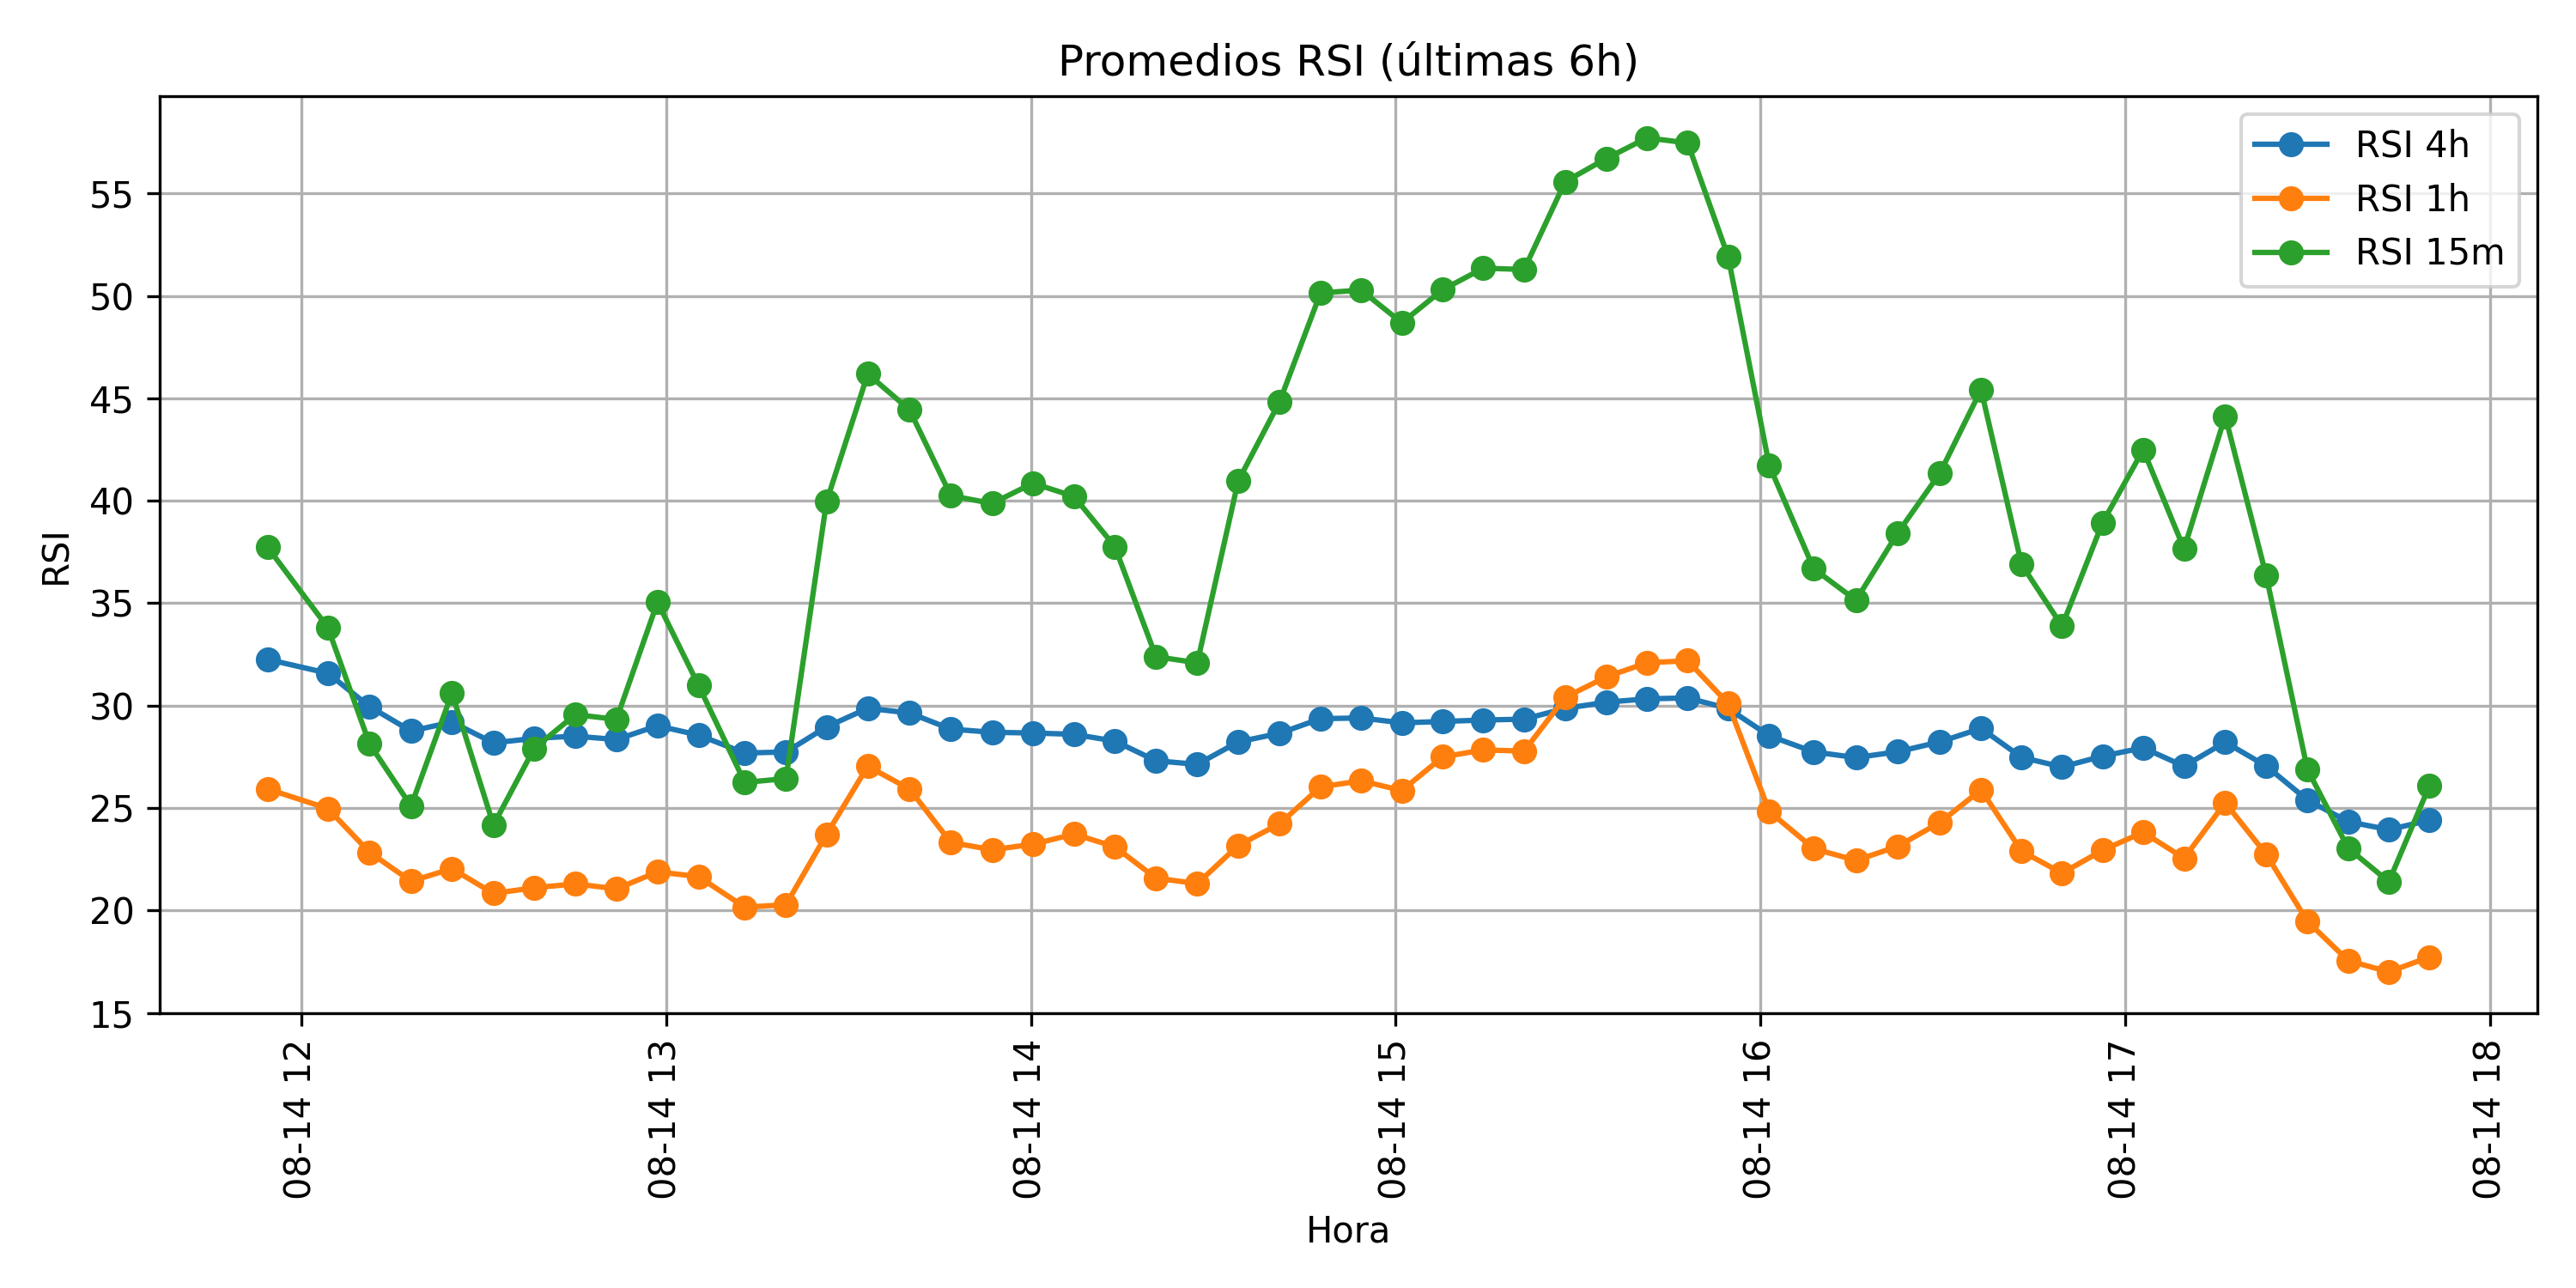 Promedios RSI (últimas 6h)
RSI 4h
RSI 1h
RSI 15m
RSI
55
50
45
40
35
30
25
20
15
08-14 12
08-14 13
08-14 14
08-14 15
08-14 16
08-14 17
08-14 18
Hora